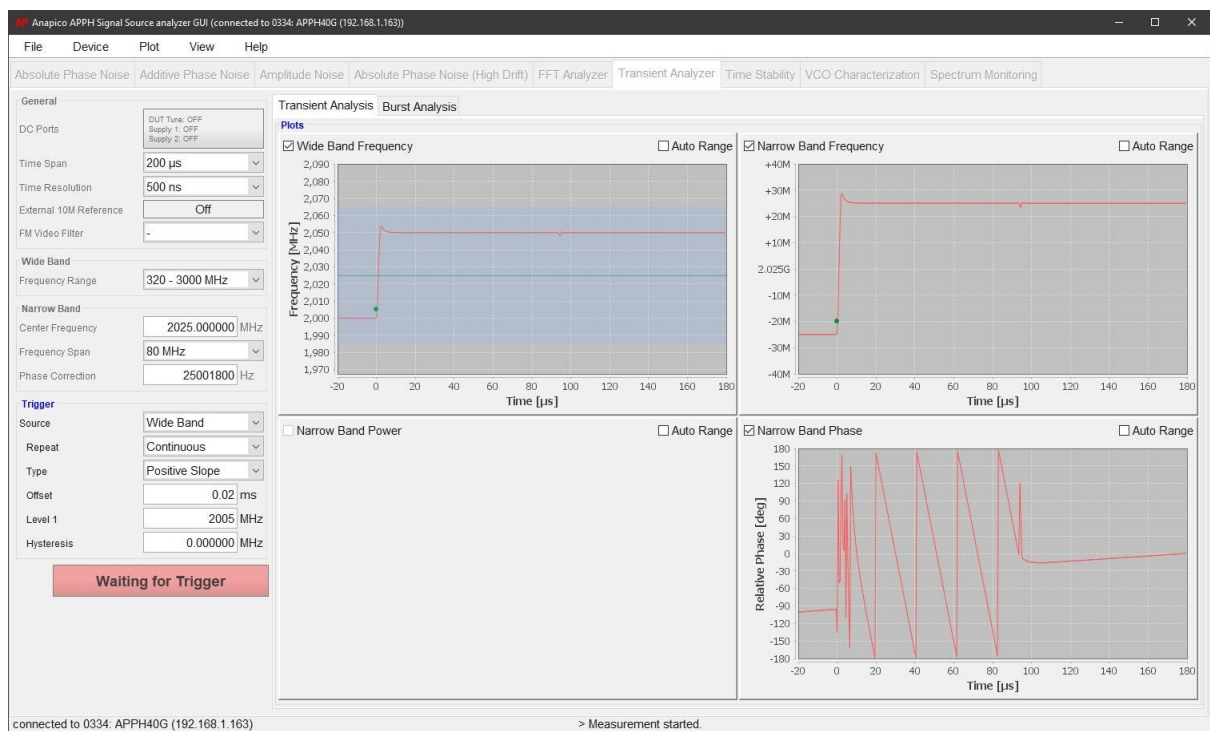 AP Anapico APPH Signal Source analyzer GUI (connected to 0334: APPH40G (192.168.1.163))
File Device Plot View Help
Absolute Phase Noise Additive Phase Noise Amplitude Noise Absolute Phase Noise (High Drift) FFT Analyzer Transient Analyzer Time Stability VCO Characterization Spectrum Monitoring
General
DC Ports
DUT Tune: OFF
Supply 1: OFF
Supply 2: OFF
Time Span 200 µs
Time Resolution 500 ns
External 10M Reference Off
FM Video Filter -
Wide Band
Frequency Range 320 - 3000 MHz
Narrow Band
Center Frequency 2025.000000 MHz
Frequency Span 80 MHz
Phase Correction 25001800 Hz
Trigger
Source Wide Band
Repeat Continuous
Type Positive Slope
Offset 0.02 ms
Level 1 2005 MHz
Hysteresis 0.000000 MHz
Waiting for Trigger
Transient Analysis Burst Analysis
Plots
Wide Band Frequency Auto Range
2,090
2,080
2,070
2,060
2,050
2,040
2,030
2,020
2,010
2,000
1,990
1,980
1,970
Frequency [MHz]
-20 0 20 40 60 80 100 120 140 160 180
Time [µs]
Narrow Band Frequency Auto Range
+40M
+30M
+20M
+10M
2.025G
-10M
-20M
-30M
-40M
-20 0 20 40 60 80 100 120 140 160 180
Time [µs]
Narrow Band Power Auto Range
Narrow Band Phase Auto Range
180
150
120
90
60
30
0
-30
-60
-90
-120
-150
-180
Relative Phase [deg]
-20 0 20 40 60 80 100 120 140 160 180
Time [µs]
connected to 0334: APPH40G (192.168.1.163) > Measurement started.